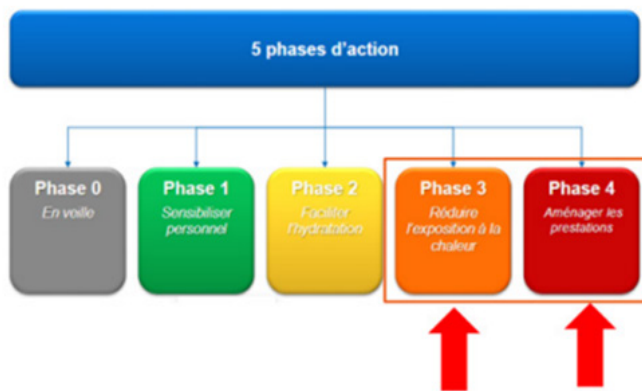 5 phases d'action
Phase 0
En veille
Phase 1
Sensibiliser
personnel
Phase 2
Faciliter
l'hydratation
Phase 3
Réduire
l'exposition à la
chaleur
Phase 4
Aménager les
prestations